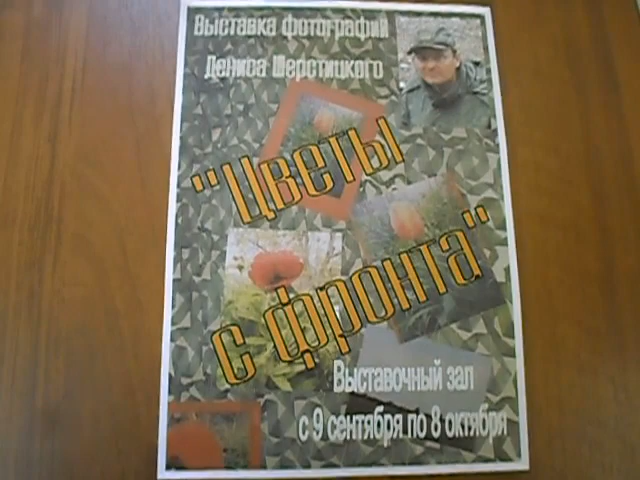 Выставка фотографий
Дениса Шерстицкого
"Цветы
с фронта"
Выставочный зал
с 9 сентября по 8 октября